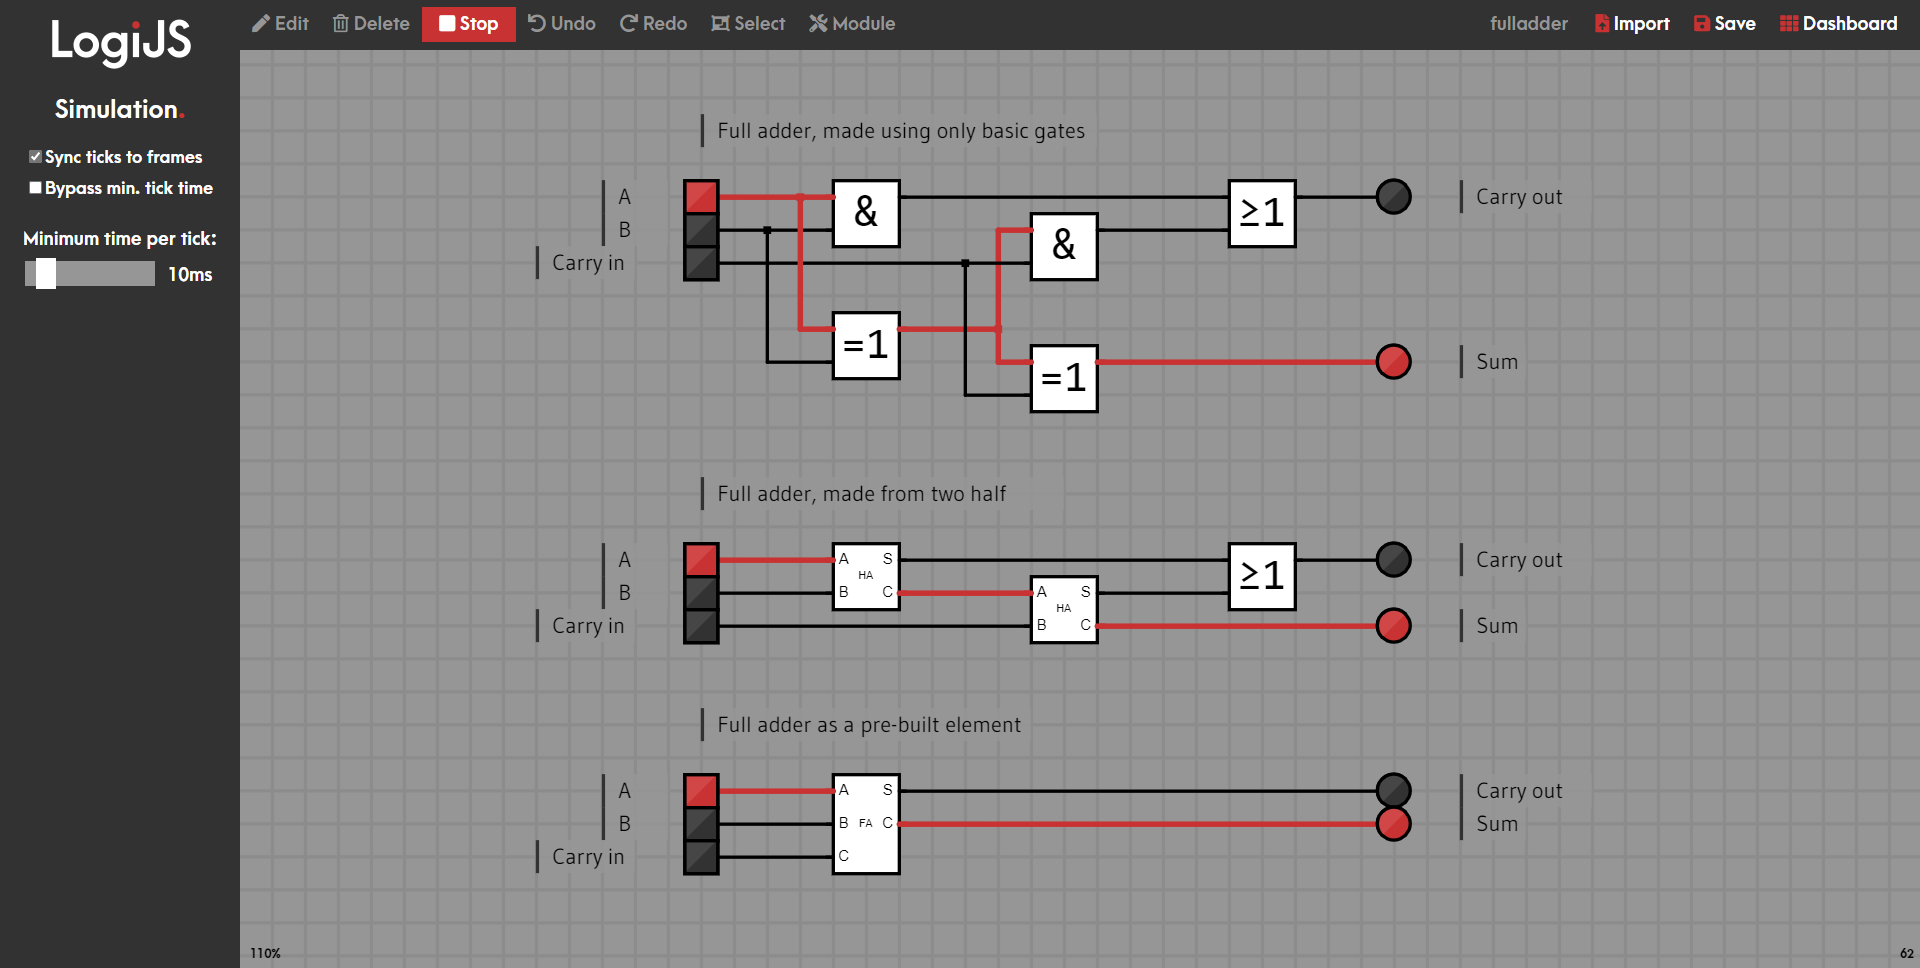 LogiJS
Edit Delete Stop Undo Redo Select Module fulladder Import Save Dashboard
Simulation.
Sync ticks to frames
Bypass min. tick time
Minimum time per tick:
10ms
Full adder, made using only basic gates
A & ≥1 Carry out
B &
Carry in
=1
=1 Sum
Full adder, made from two half
A A S ≥1 Carry out
HA
B B C A S
HA
Carry in B C Sum
Full adder as a pre-built element
A A S Carry out
B B FA C Sum
Carry in C
110% 62